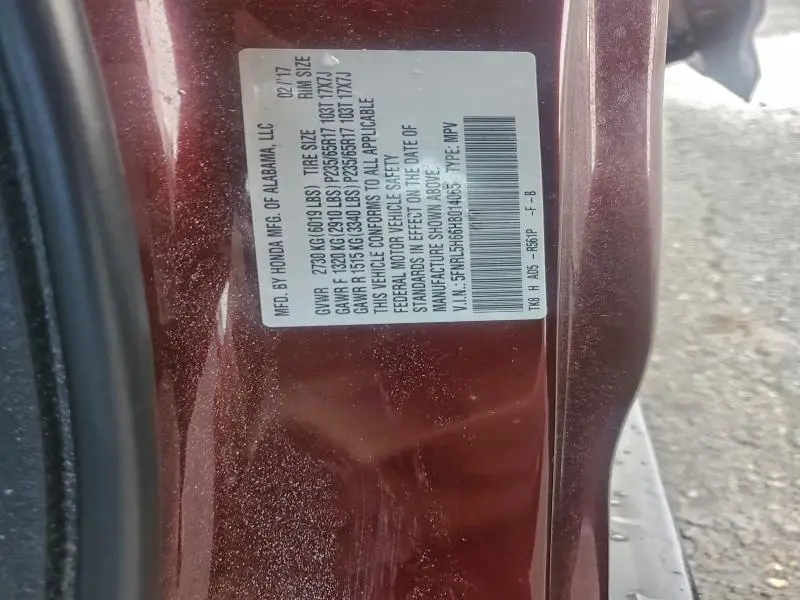 MFD. BY HONDA MFG. OF ALABAMA, LLC 02/'17
GVWR 2730 KG(6019 LBS) TIRE SIZE RIM SIZE
GAWR F 1320 KG(2910 LBS)P235/65R17 103T 17X7J
GAWR R 1515 KG(3340 LBS)P235/65R17 103T 17X7J
THIS VEHICLE CONFORMS TO ALL APPLICABLE
FEDERAL MOTOR VEHICLE SAFETY
STANDARDS IN EFFECT ON THE DATE OF
MANUFACTURE SHOWN ABOVE.
V.I.N.:5FNRL5H66HB014065 TYPE: MPV
TK8 H AD5 - R561P -F-B